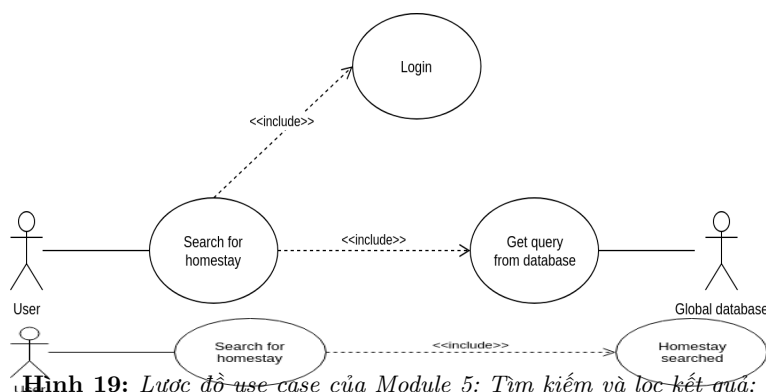 Login
<<include>>
Search for
homestay
<<include>>
Get query
from database
User
Global database
Search for
homestay
<<include>>
Homestay
searched
Hình 19: Lược đồ use case của Module 5: Tìm kiếm và lọc kết quả: